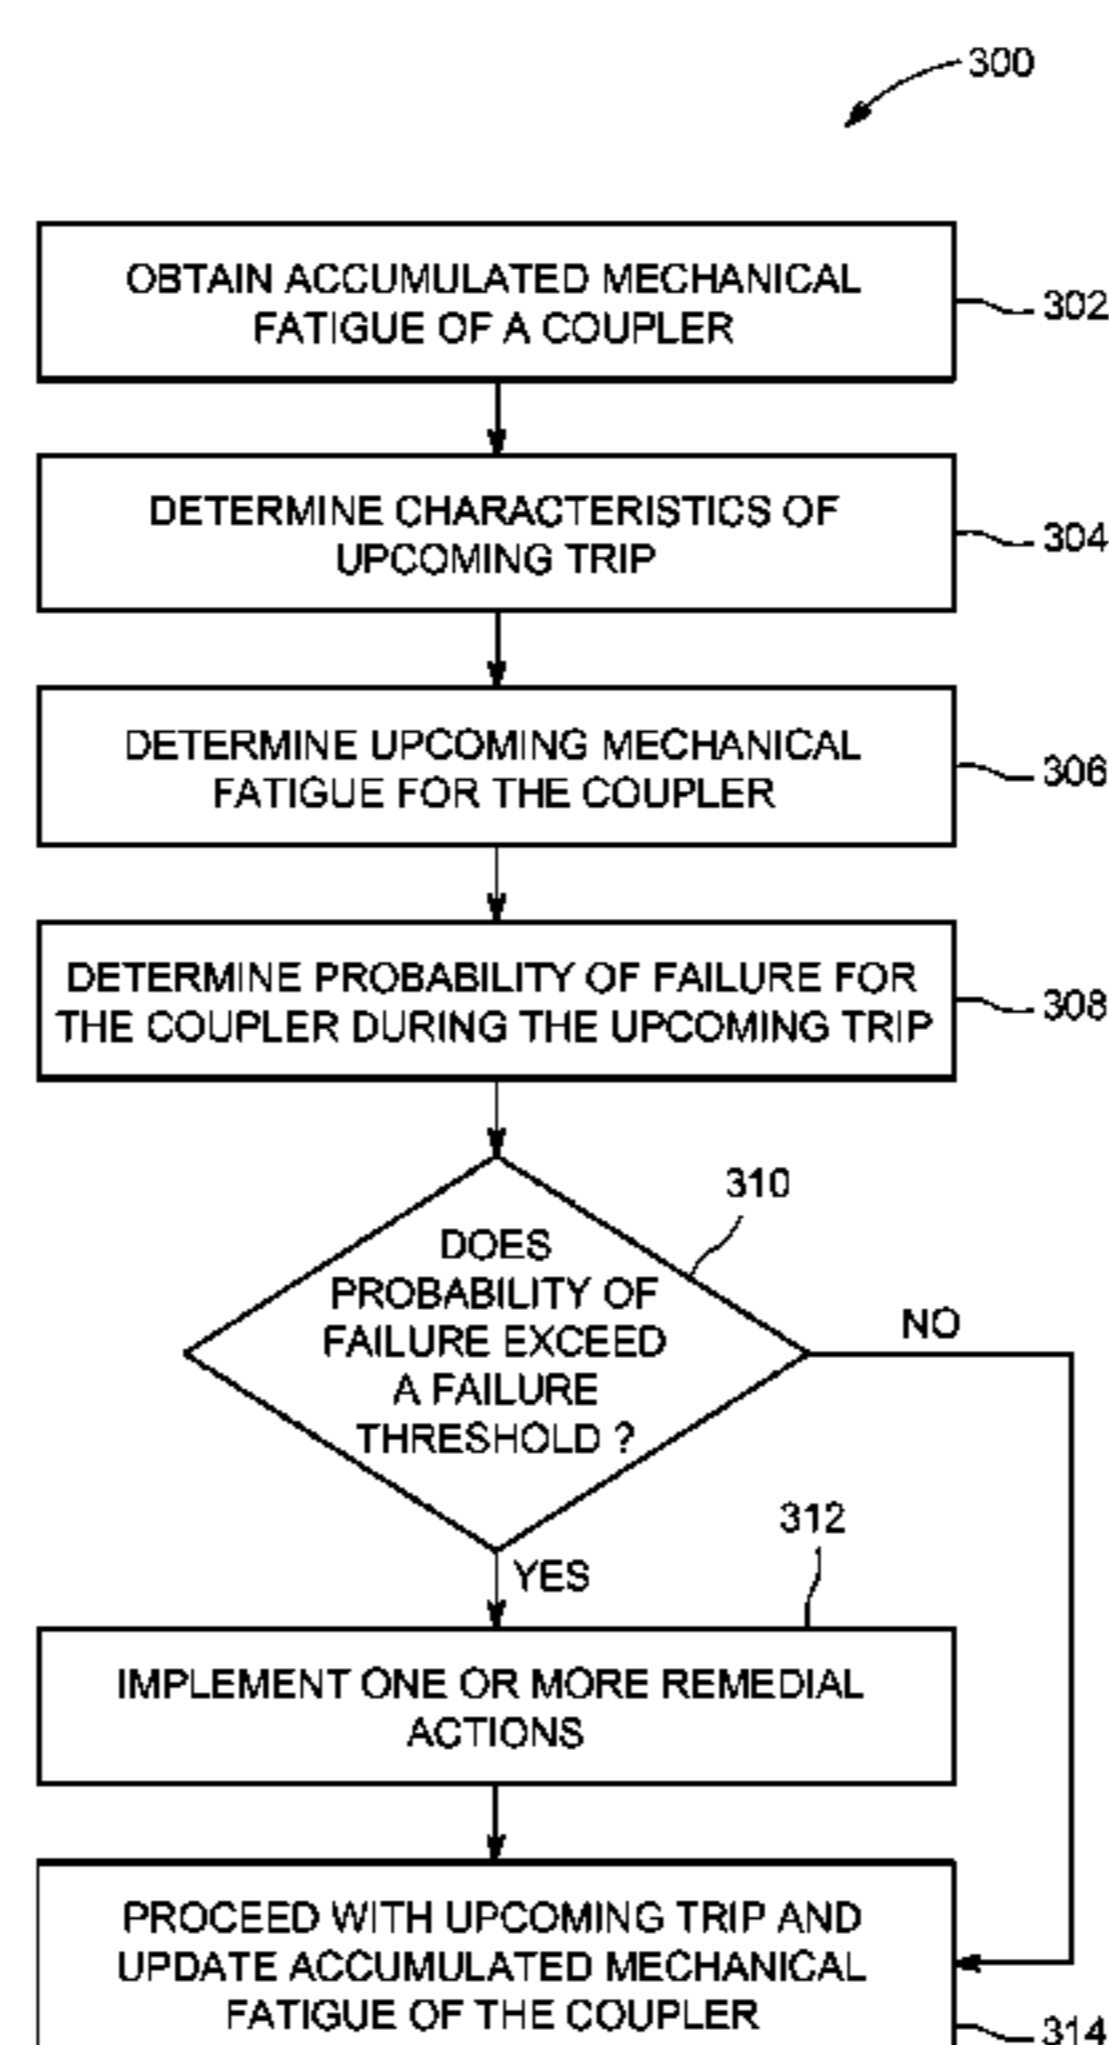 300
OBTAIN ACCUMULATED MECHANICAL
FATIGUE OF A COUPLER
302
DETERMINE CHARACTERISTICS OF
UPCOMING TRIP
304
DETERMINE UPCOMING MECHANICAL
FATIGUE FOR THE COUPLER
306
DETERMINE PROBABILITY OF FAILURE FOR
THE COUPLER DURING THE UPCOMING TRIP
308
310
DOES
PROBABILITY OF
FAILURE EXCEED
A FAILURE
THRESHOLD ?
NO
YES
312
IMPLEMENT ONE OR MORE REMEDIAL
ACTIONS
PROCEED WITH UPCOMING TRIP AND
UPDATE ACCUMULATED MECHANICAL
FATIGUE OF THE COUPLER
314